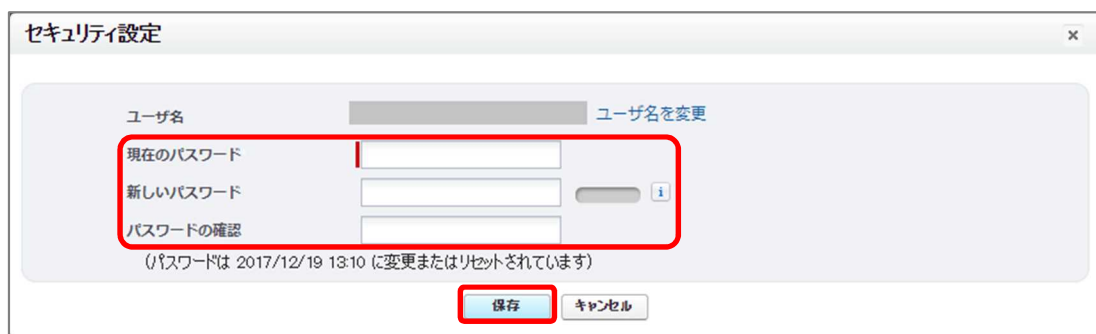 セキュリティ設定
×
ユーザ名 ユーザ名を変更
現在のパスワード
新しいパスワード i
パスワードの確認
(パスワードは 2017/12/19 13:10 に変更またはリセットされています)
保存 キャンセル